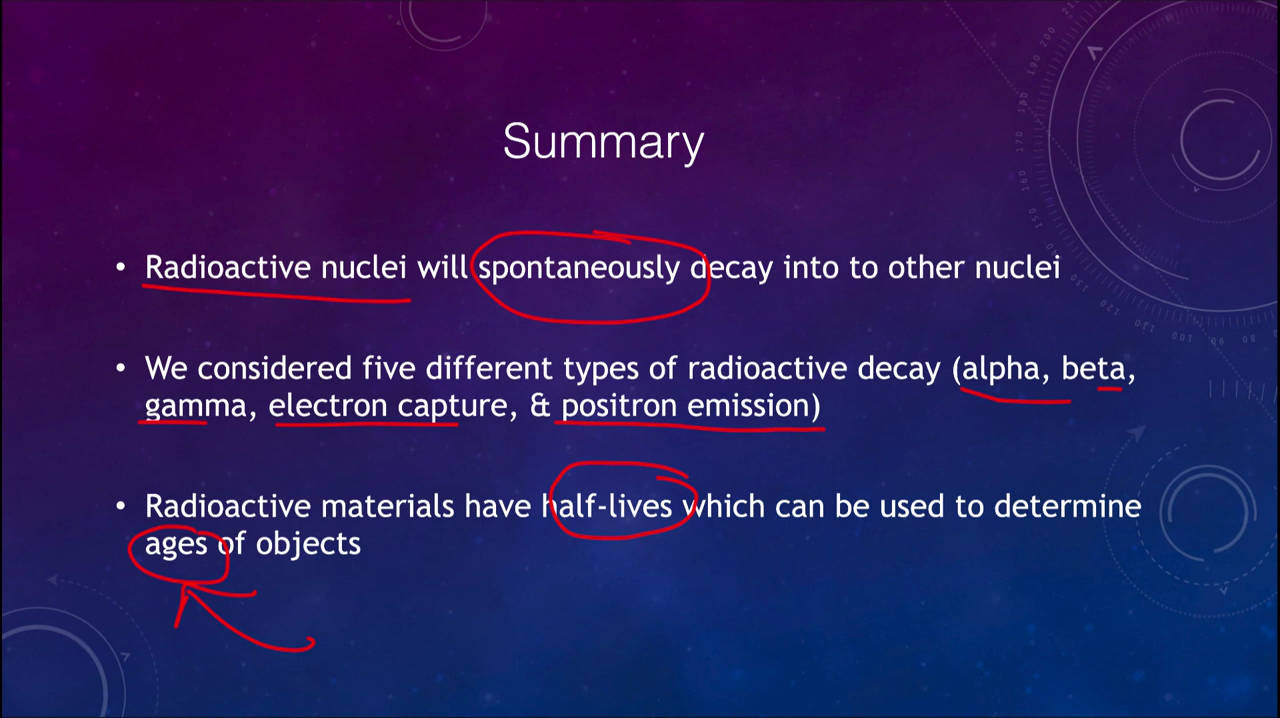 Summary
• Radioactive nuclei will spontaneously decay into to other nuclei
• We considered five different types of radioactive decay (alpha, beta,
gamma, electron capture, & positron emission)
• Radioactive materials have half-lives which can be used to determine
ages of objects